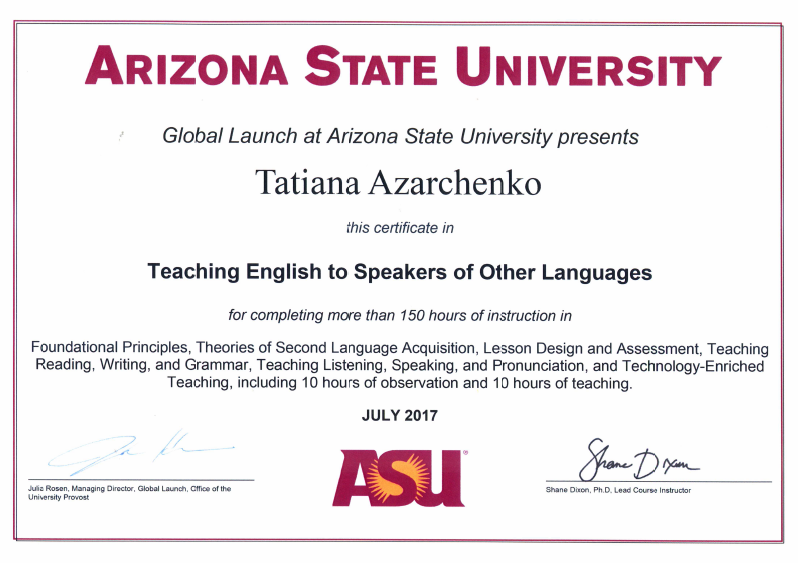 ARIZONA STATE UNIVERSITY
Global Launch at Arizona State University presents
Tatiana Azarchenko
this certificate in
Teaching English to Speakers of Other Languages
for completing more than 150 hours of instruction in
Foundational Principles, Theories of Second Language Acquisition, Lesson Design and Assessment, Teaching
Reading, Writing, and Grammar, Teaching Listening, Speaking, and Pronunciation, and Technology-Enriched
Teaching, including 10 hours of observation and 10 hours of teaching.
JULY 2017
Shane Dixon
ASU®
Julia Rosen, Managing Director, Global Launch, Office of the
University Provost
Shane Dixon, Ph.D, Lead Course Instructor